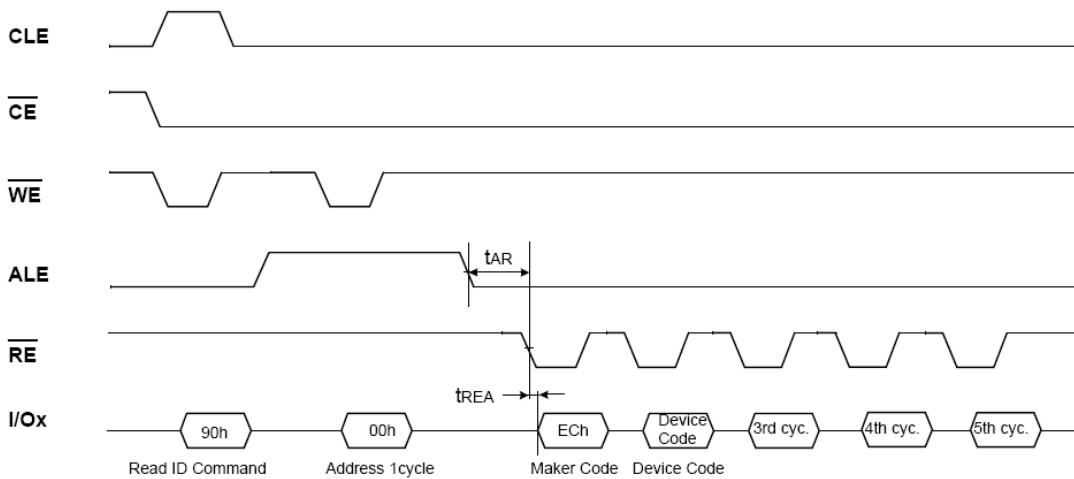 CLE
CE
WE
ALE
tAR
RE
tREA
I/Ox
90h
00h
ECh
Device
Code
3rd cyc.
4th cyc.
5th cyc.
Read ID Command
Address 1cycle
Maker Code
Device Code